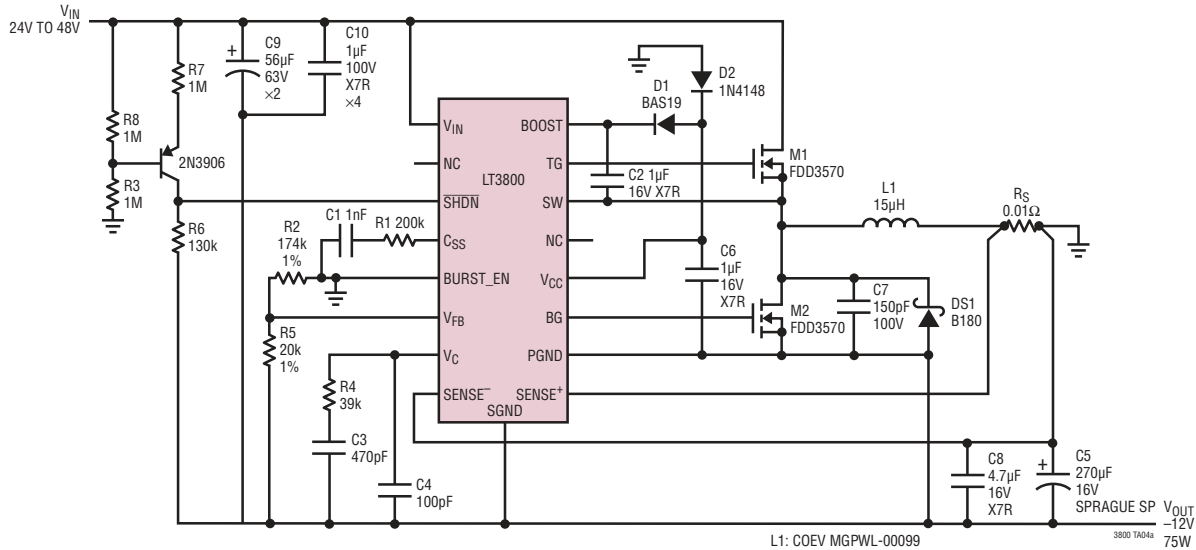 VIN
24V TO 48V
R8
1M
R3
1M
R7
1M
2N3906
R6
130k
+
C9
56µF
63V
×2
C10
1µF
100V
X7R
×4
R2
174k
1%
C1 1nF
R1 200k
R5
20k
1%
R4
39k
C3
470pF
C4
100pF
LT3800
VIN
NC
SHDN
CSS
BURST_EN
VFB
VC
SENSE–
SGND
BOOST
TG
SW
NC
VCC
BG
PGND
SENSE+
D1
BAS19
D2
1N4148
C2 1µF
16V X7R
M1
FDD3570
L1
15µH
RS
0.01Ω
C6
1µF
16V
X7R
M2
FDD3570
C7
150pF
100V
DS1
B180
C8
4.7µF
16V
X7R
+
C5
270µF
16V
SPRAGUE SP
VOUT
–12V
75W
L1: COEV MGPWL-00099
3800 TA04a